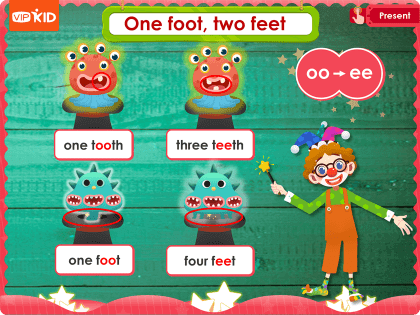 VIPKID
One foot, two feet
Present
oo → ee
one tooth
three teeth
one foot
four feet